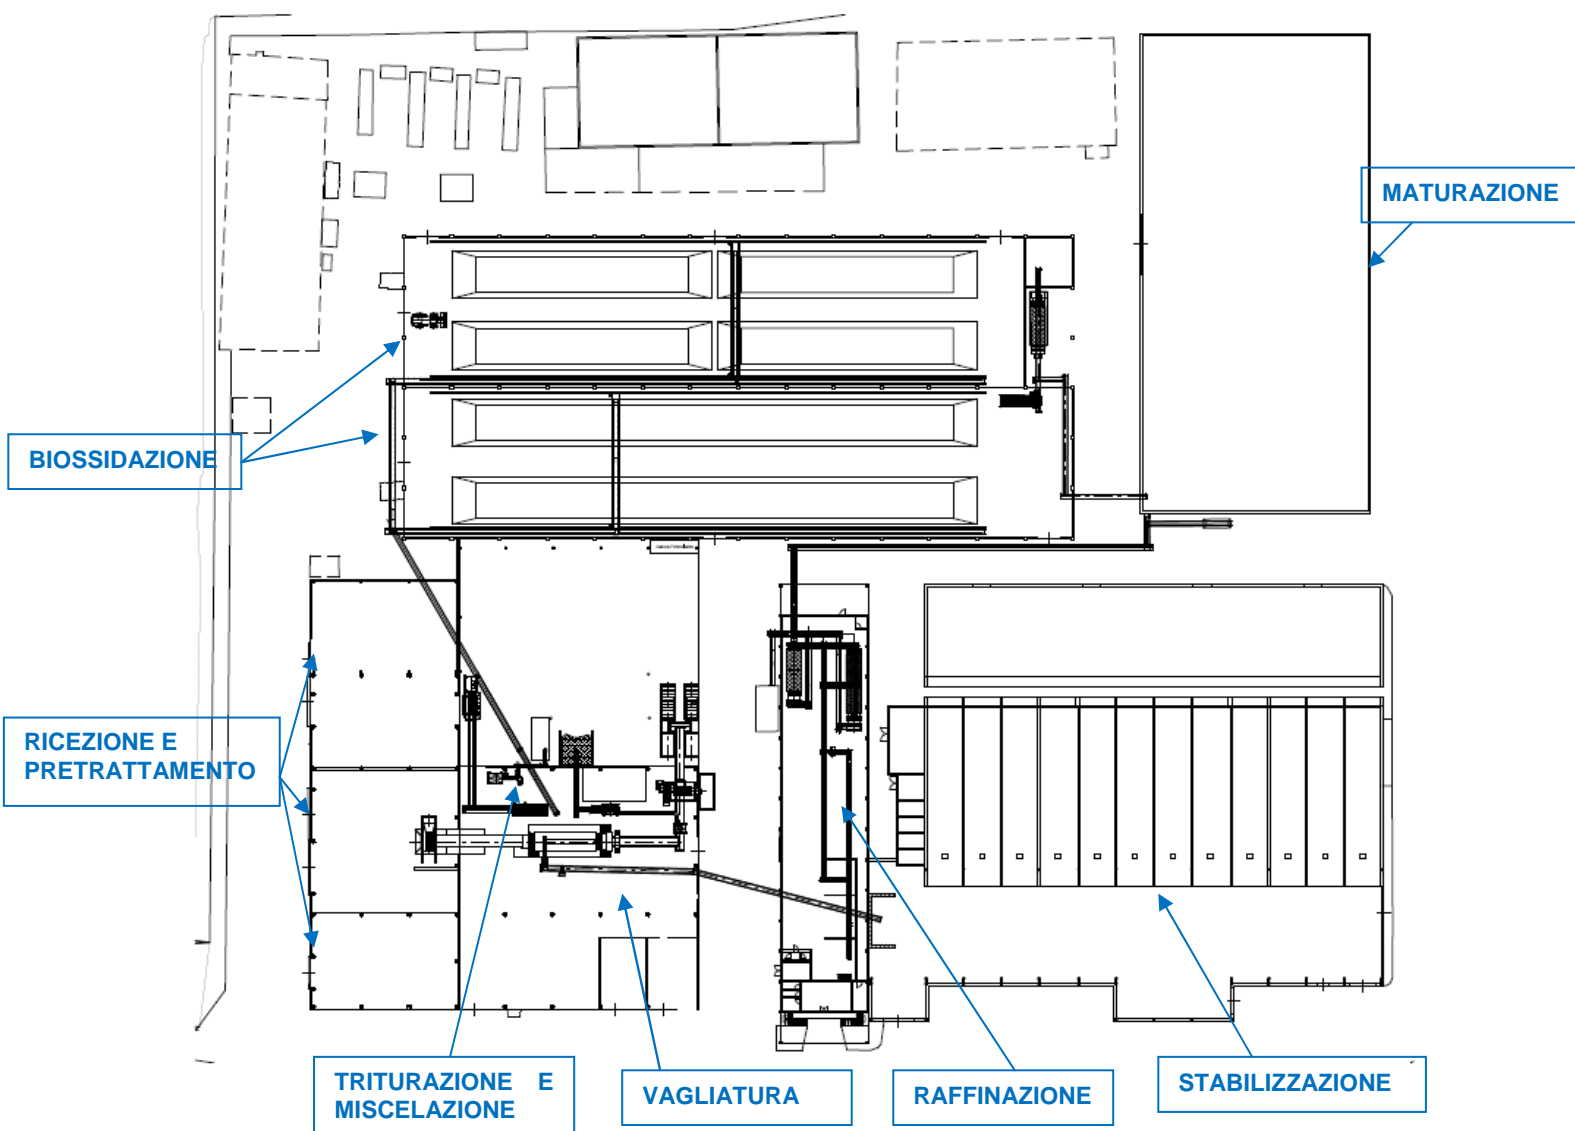 MATURAZIONE
BIOSSIDAZIONE
RICEZIONE E
PRETRATTAMENTO
TRITURAZIONE E
MISCELAZIONE
VAGLIATURA
RAFFINAZIONE
STABILIZZAZIONE